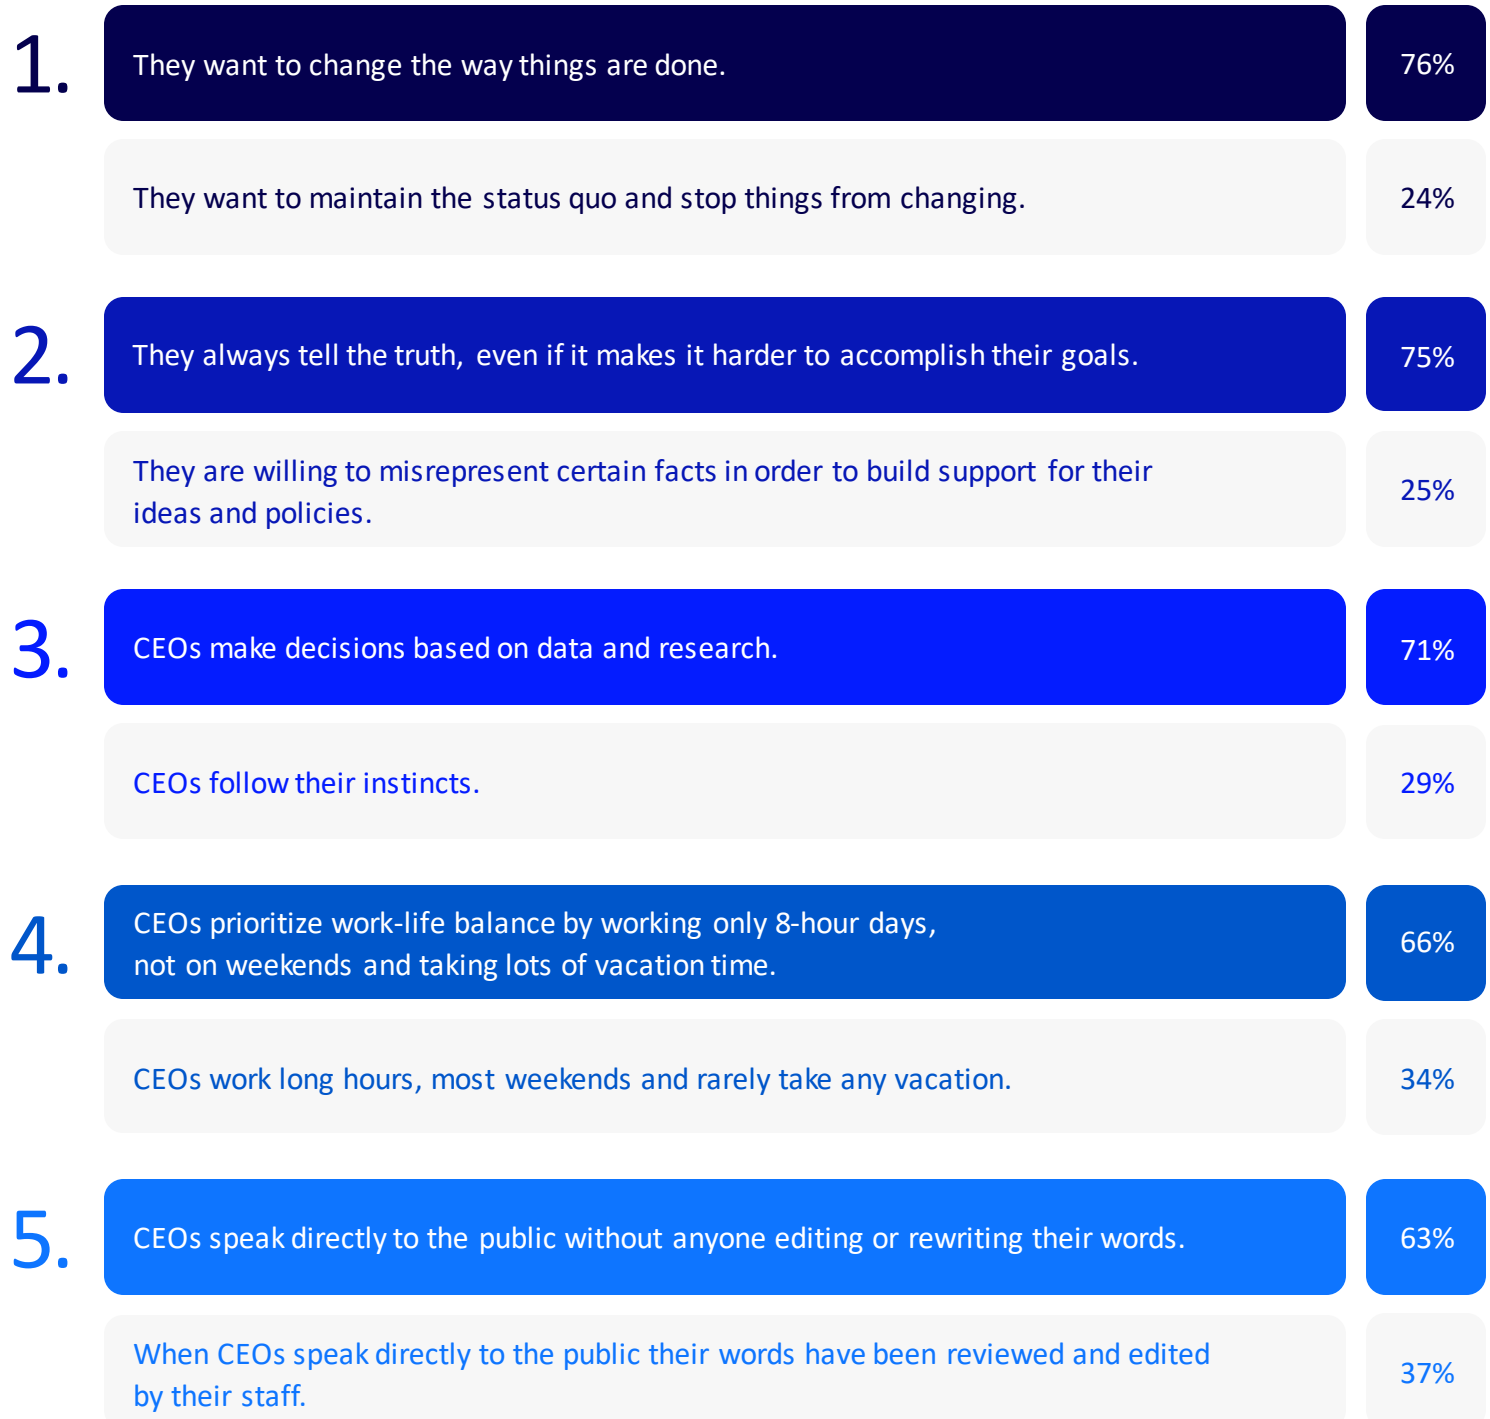 1.
They want to change the way things are done.
76%
They want to maintain the status quo and stop things from changing.
24%
2.
They always tell the truth, even if it makes it harder to accomplish their goals.
75%
They are willing to misrepresent certain facts in order to build support for their
ideas and policies.
25%
3.
CEOs make decisions based on data and research.
71%
CEOs follow their instincts.
29%
4.
CEOs prioritize work-life balance by working only 8-hour days,
not on weekends and taking lots of vacation time.
66%
CEOs work long hours, most weekends and rarely take any vacation.
34%
5.
CEOs speak directly to the public without anyone editing or rewriting their words.
63%
When CEOs speak directly to the public their words have been reviewed and edited
by their staff.
37%